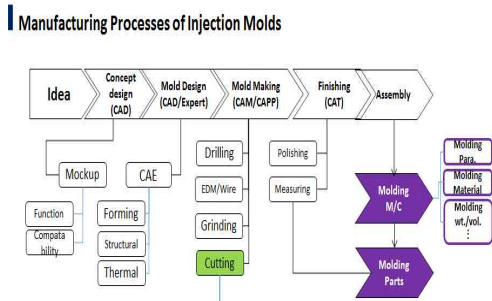 Manufacturing Processes of Injection Molds
Idea
Concept
design
(CAD)
Mold Design
(CAD/Expert)
Mold Making
(CAM/CAPP)
Finishing
(CAT)
Assembly
Mockup
Function
Compata
bility
CAE
Forming
Structural
Thermal
Drilling
EDM/Wire
Grinding
Cutting
Polishing
Measuring
Molding
M/C
Molding
Parts
Molding
Para.
Molding
Material
Molding
wt./vol.
⋮